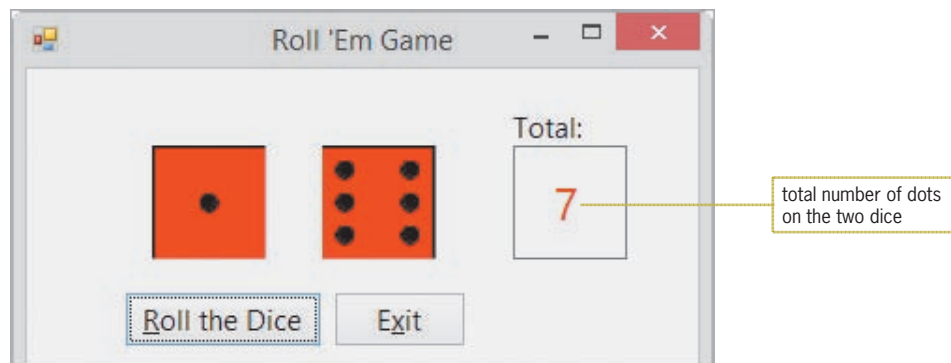 Roll 'Em Game
Total:
7
total number of dots
on the two dice
Roll the Dice
Exit